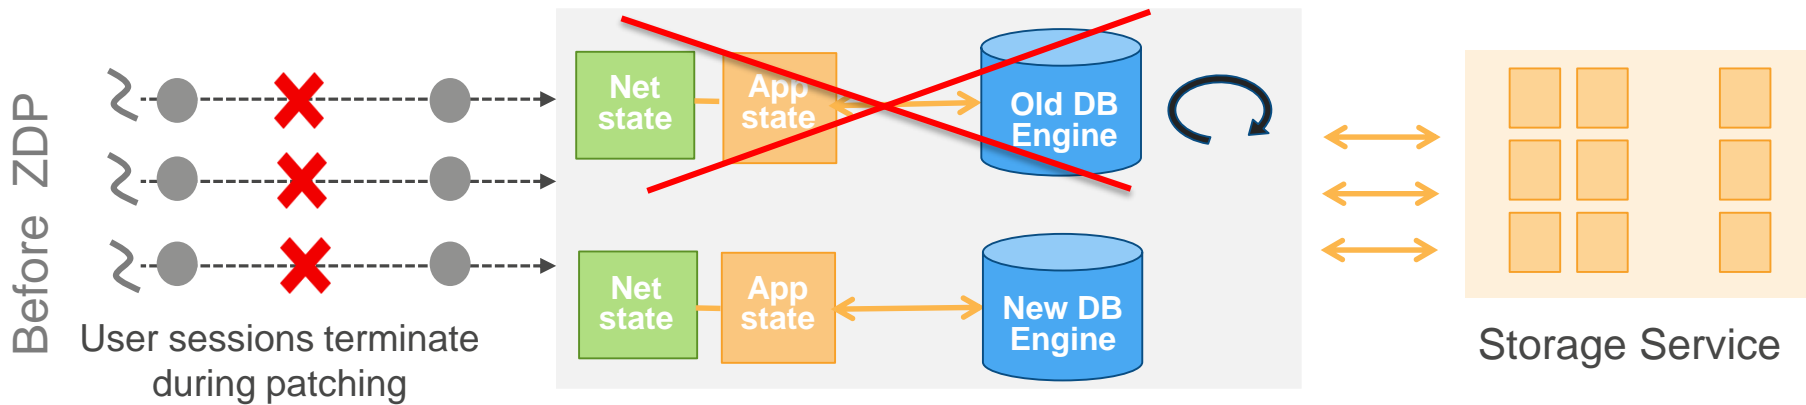 Before ZDP
User sessions terminate
during patching
Net
state
App
state
Old DB
Engine
Net
state
App
state
New DB
Engine
Storage Service